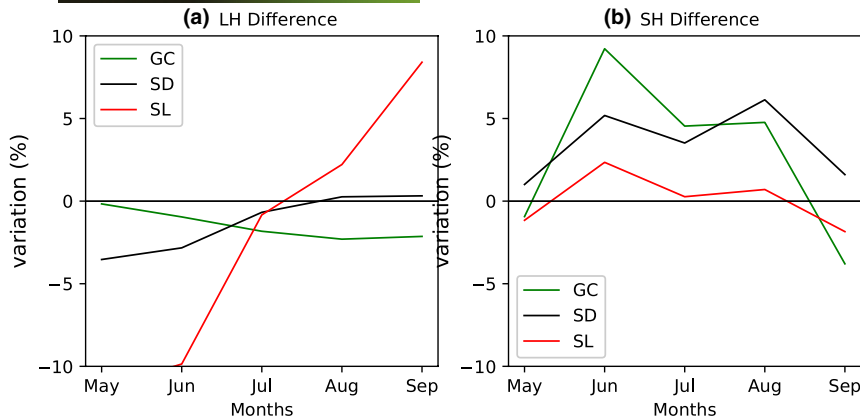 (a) LH Difference
10
5
0
−5
−10
variation (%)
GC
SD
SL
May Jun Jul Aug Sep
Months
(b) SH Difference
10
5
0
−5
−10
variation (%)
GC
SD
SL
May Jun Jul Aug Sep
Months